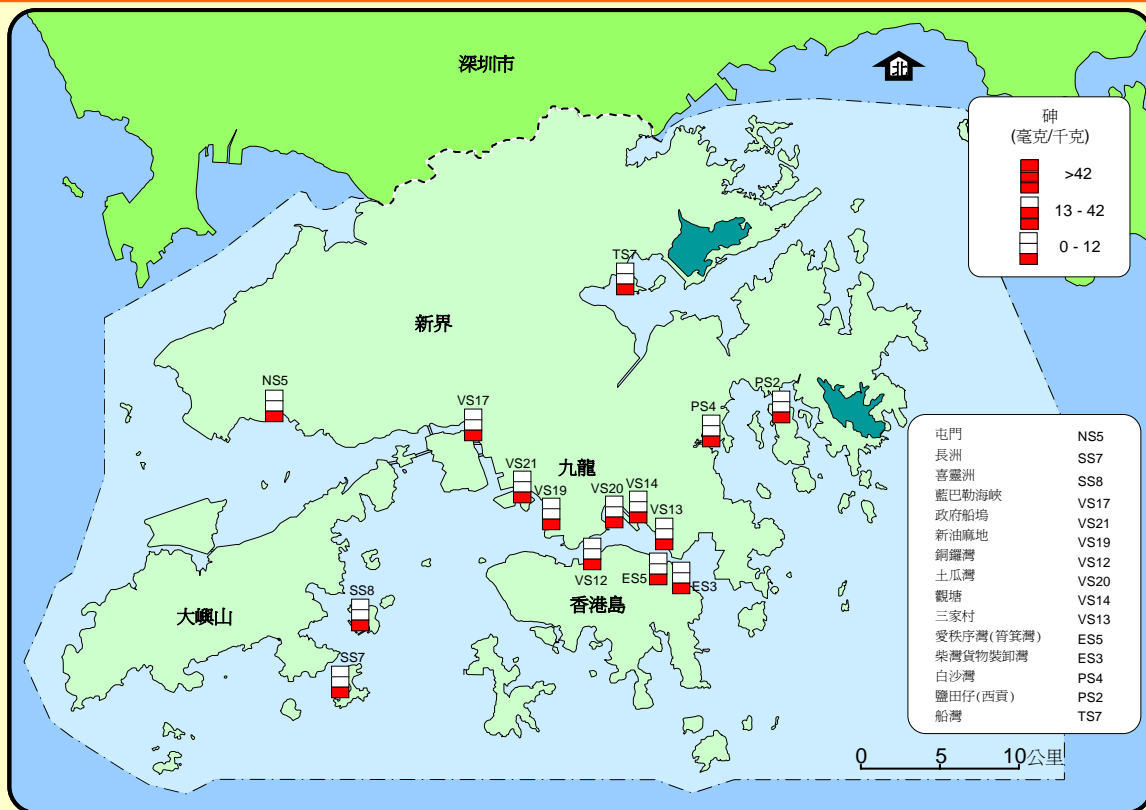 深圳市
北
砷
(毫克/千克)
>42
13 - 42
0 - 12
TS7
新界
NS5
VS17
PS2
PS4
九龍
VS21
VS19
VS20
VS14
VS13
VS12
ES5
ES3
香港島
大嶼山
SS8
SS7
屯門 NS5
長洲 SS7
喜靈洲 SS8
藍巴勒海峽 VS17
政府船塢 VS21
新油麻地 VS19
銅鑼灣 VS12
土瓜灣 VS20
觀塘 VS14
三家村 VS13
愛秩序灣(筲箕灣) ES5
柴灣貨物裝卸灣 ES3
白沙灣 PS4
鹽田仔(西貢) PS2
船灣 TS7
0 5 10公里